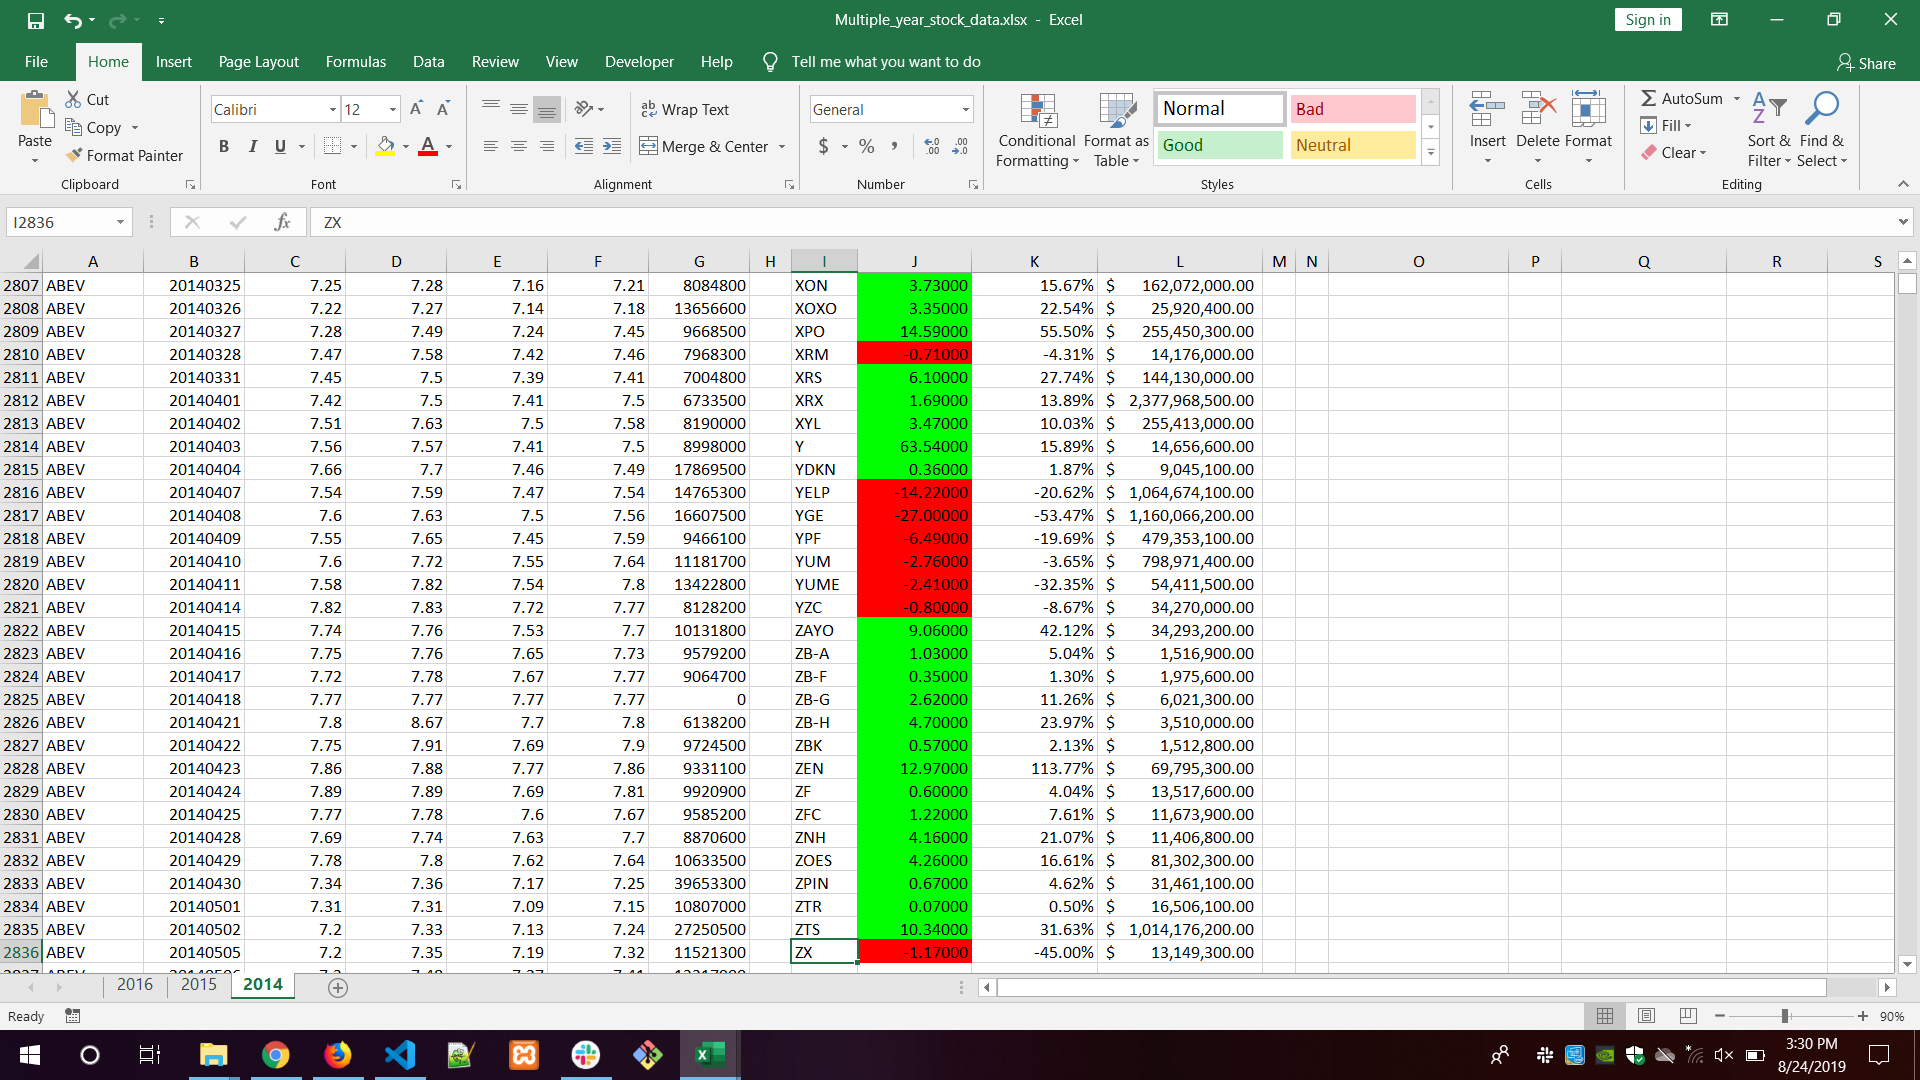 Multiple_year_stock_data.xlsx - Excel
Sign in
File Home Insert Page Layout Formulas Data Review View Developer Help Tell me what you want to do
Share
Paste
Cut
Copy
Format Painter
Clipboard
Calibri 12
B I U
Font
Wrap Text
Merge & Center
Alignment
General
$ % ,
Number
Conditional Formatting
Format as Table
Normal Bad
Good Neutral
Styles
Insert Delete Format
Cells
AutoSum
Fill
Clear
Sort & Filter
Find & Select
Editing
I2836 fx ZX
A B C D E F G H I J K L M N O P Q R S
2807 ABEV 20140325 7.25 7.28 7.16 7.21 8084800 XON 3.73000 15.67% $ 162,072,000.00
2808 ABEV 20140326 7.22 7.27 7.14 7.18 13656600 XOXO 3.35000 22.54% $ 25,920,400.00
2809 ABEV 20140327 7.28 7.49 7.24 7.45 9668500 XPO 14.59000 55.50% $ 255,450,300.00
2810 ABEV 20140328 7.47 7.58 7.42 7.46 7968300 XRM -0.71000 -4.31% $ 14,176,000.00
2811 ABEV 20140331 7.45 7.5 7.39 7.41 7004800 XRS 6.10000 27.74% $ 144,130,000.00
2812 ABEV 20140401 7.42 7.5 7.41 7.5 6733500 XRX 1.69000 13.89% $ 2,377,968,500.00
2813 ABEV 20140402 7.51 7.63 7.5 7.58 8190000 XYL 3.47000 10.03% $ 255,413,000.00
2814 ABEV 20140403 7.56 7.57 7.41 7.5 8998000 Y 63.54000 15.89% $ 14,656,600.00
2815 ABEV 20140404 7.66 7.7 7.46 7.49 17869500 YDKN 0.36000 1.87% $ 9,045,100.00
2816 ABEV 20140407 7.54 7.59 7.47 7.54 14765300 YELP -14.22000 -20.62% $ 1,064,674,100.00
2817 ABEV 20140408 7.6 7.63 7.5 7.56 16607500 YGE -27.00000 -53.47% $ 1,160,066,200.00
2818 ABEV 20140409 7.55 7.65 7.45 7.59 9466100 YPF -6.49000 -19.69% $ 479,353,100.00
2819 ABEV 20140410 7.6 7.72 7.55 7.64 11181700 YUM -2.76000 -3.65% $ 798,971,400.00
2820 ABEV 20140411 7.58 7.82 7.54 7.8 13422800 YUME -2.41000 -32.35% $ 54,411,500.00
2821 ABEV 20140414 7.82 7.83 7.72 7.77 8128200 YZC -0.80000 -8.67% $ 34,270,000.00
2822 ABEV 20140415 7.74 7.76 7.53 7.7 10131800 ZAYO 9.06000 42.12% $ 34,293,200.00
2823 ABEV 20140416 7.75 7.76 7.65 7.73 9579200 ZB-A 1.03000 5.04% $ 1,516,900.00
2824 ABEV 20140417 7.72 7.78 7.67 7.77 9064700 ZB-F 0.35000 1.30% $ 1,975,600.00
2825 ABEV 20140418 7.77 7.77 7.77 7.77 0 ZB-G 2.62000 11.26% $ 6,021,300.00
2826 ABEV 20140421 7.8 8.67 7.7 7.8 6138200 ZB-H 4.70000 23.97% $ 3,510,000.00
2827 ABEV 20140422 7.75 7.91 7.69 7.9 9724500 ZBK 0.57000 2.13% $ 1,512,800.00
2828 ABEV 20140423 7.86 7.88 7.77 7.86 9331100 ZEN 12.97000 113.77% $ 69,795,300.00
2829 ABEV 20140424 7.89 7.89 7.69 7.81 9920900 ZF 0.60000 4.04% $ 13,517,600.00
2830 ABEV 20140425 7.77 7.78 7.6 7.67 9585200 ZFC 1.22000 7.61% $ 11,673,900.00
2831 ABEV 20140428 7.69 7.74 7.63 7.7 8870600 ZNH 4.16000 21.07% $ 11,406,800.00
2832 ABEV 20140429 7.78 7.8 7.62 7.64 10633500 ZOES 4.26000 16.61% $ 81,302,300.00
2833 ABEV 20140430 7.34 7.36 7.17 7.25 39653300 ZPIN 0.67000 4.62% $ 31,461,100.00
2834 ABEV 20140501 7.31 7.31 7.09 7.15 10807000 ZTR 0.07000 0.50% $ 16,506,100.00
2835 ABEV 20140502 7.2 7.33 7.13 7.24 27250500 ZTS 10.34000 31.63% $ 1,014,176,200.00
2836 ABEV 20140505 7.2 7.35 7.19 7.32 11521300 ZX -1.17000 -45.00% $ 13,149,300.00
2016 2015 2014
Ready
90%
3:30 PM
8/24/2019